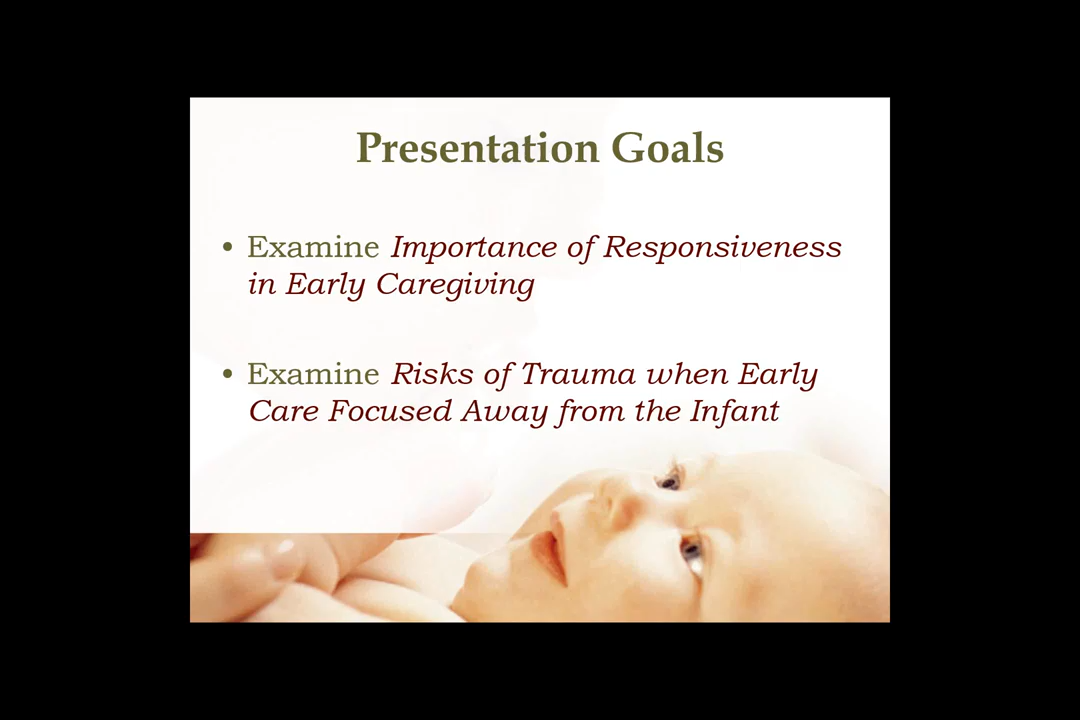 Presentation Goals
• Examine Importance of Responsiveness
in Early Caregiving
• Examine Risks of Trauma when Early
Care Focused Away from the Infant